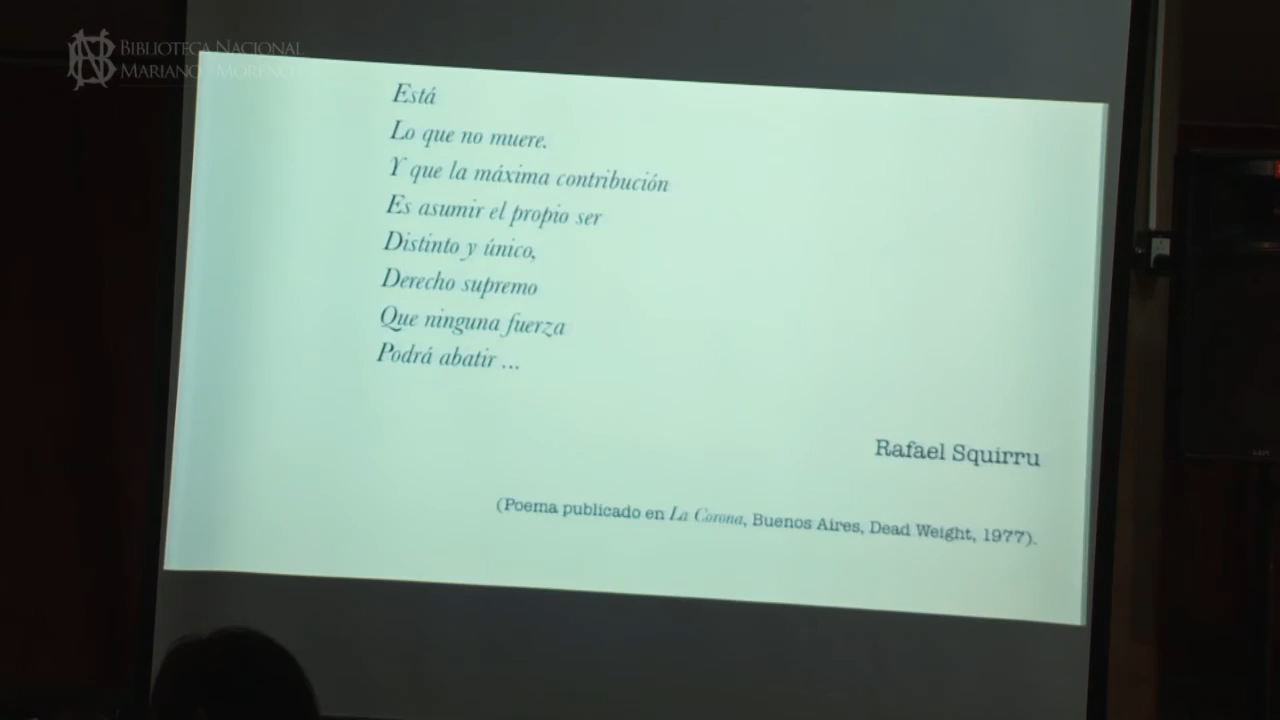 BIBLIOTECA NACIONAL
MARIANO MORENO
Está
Lo que no muere.
Y que la máxima contribución
Es asumir el propio ser
Distinto y único,
Derecho supremo
Que ninguna fuerza
Podrá abatir ...
Rafael Squirru
(Poema publicado en La Corona, Buenos Aires, Dead Weight, 1977).